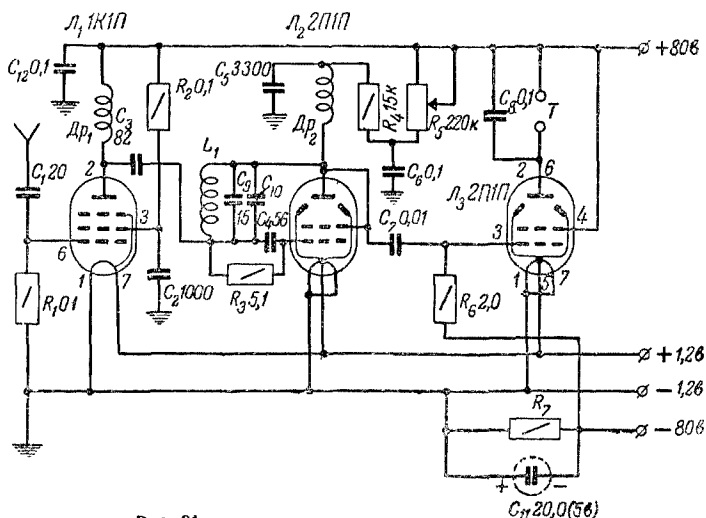 Л₁ 1К1П
Л₂ 2П1П
C₁₂ 0,1
Др₁
C₃
82
R₂ 0,1
C₅ 3300
Др₂
R₄ 15к
R₅ 220к
C₈ 0,1
T
+80в
C₁ 20
2
3
6
1
7
R₁ 01
C₂ 1000
L₁
C₉
15
C₁₀
C₄ 56
R₃ 5,1
C₆ 0,1
C₇ 0,01
Л₃ 2П1П
2
6
3
4
1
5
7
R₆ 2,0
+1,2в
−1,2в
R₇
−80в
+
−
C₁₁ 20,0(5в)